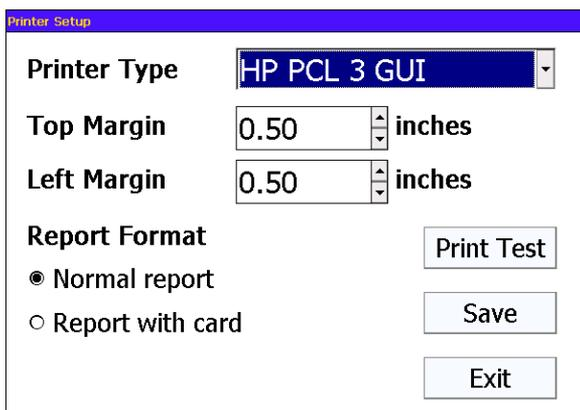 Printer Setup
Printer Type HP PCL 3 GUI
Top Margin 0.50 inches
Left Margin 0.50 inches
Report Format
Print Test
Normal report
Save
Report with card
Exit